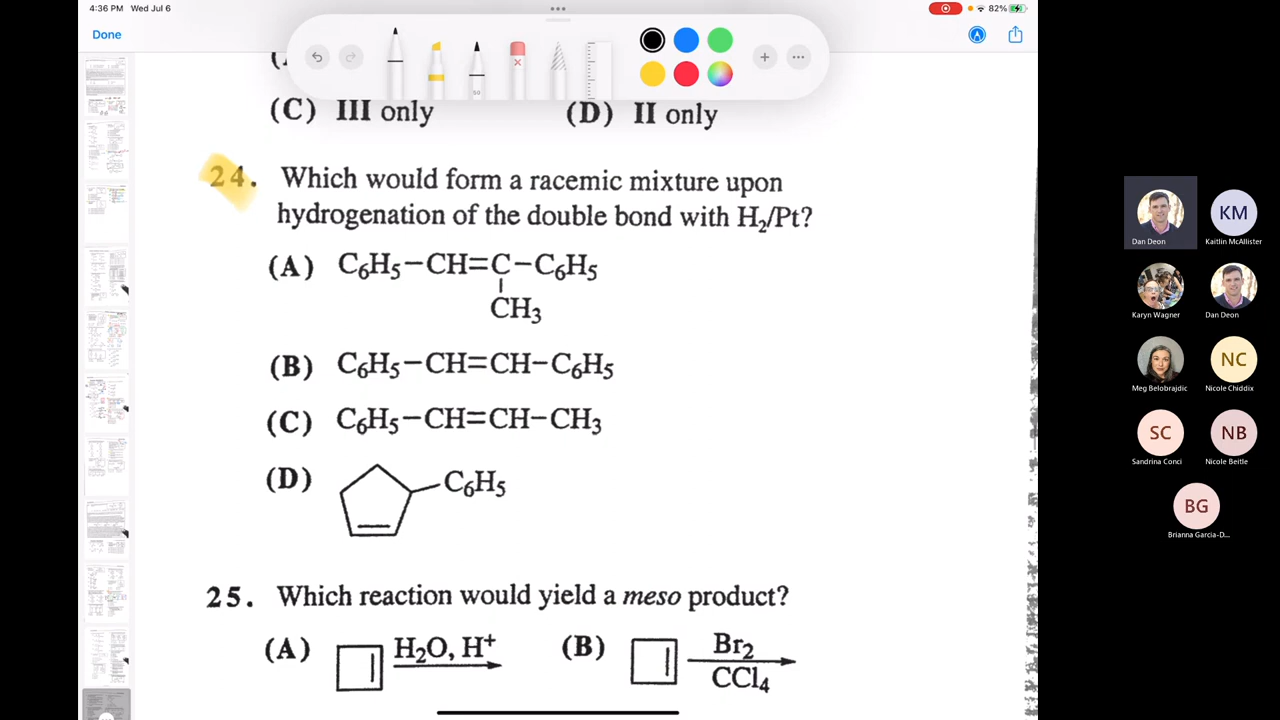 4:36 PM Wed Jul 6
82%
Done
(C) III only (D) II only
24. Which would form a racemic mixture upon
hydrogenation of the double bond with H₂/Pt?
(A) C₆H₅−CH=C−C₆H₅
CH₃
(B) C₆H₅−CH=CH−C₆H₅
(C) C₆H₅−CH=CH−CH₃
(D) C₆H₅
25. Which reaction would yield a meso product?
(A) H₂O, H⁺ (B) Br₂
CCl₄
Dan Deon
KM
Kaitlin McAllister
Karyn Wagner
Dan Deon
Meg Belobrajdic
NC
Nicole Chiddix
SC
Sandrina Conci
NB
Nicole Beitle
BG
Brianna Garcia-D...